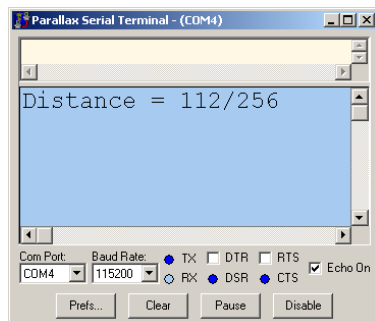 Parallax Serial Terminal - (COM4)
Distance = 112/256
Com Port: Baud Rate: TX DTR RTS
COM4 115200 RX DSR CTS Echo On
Prefs... Clear Pause Disable